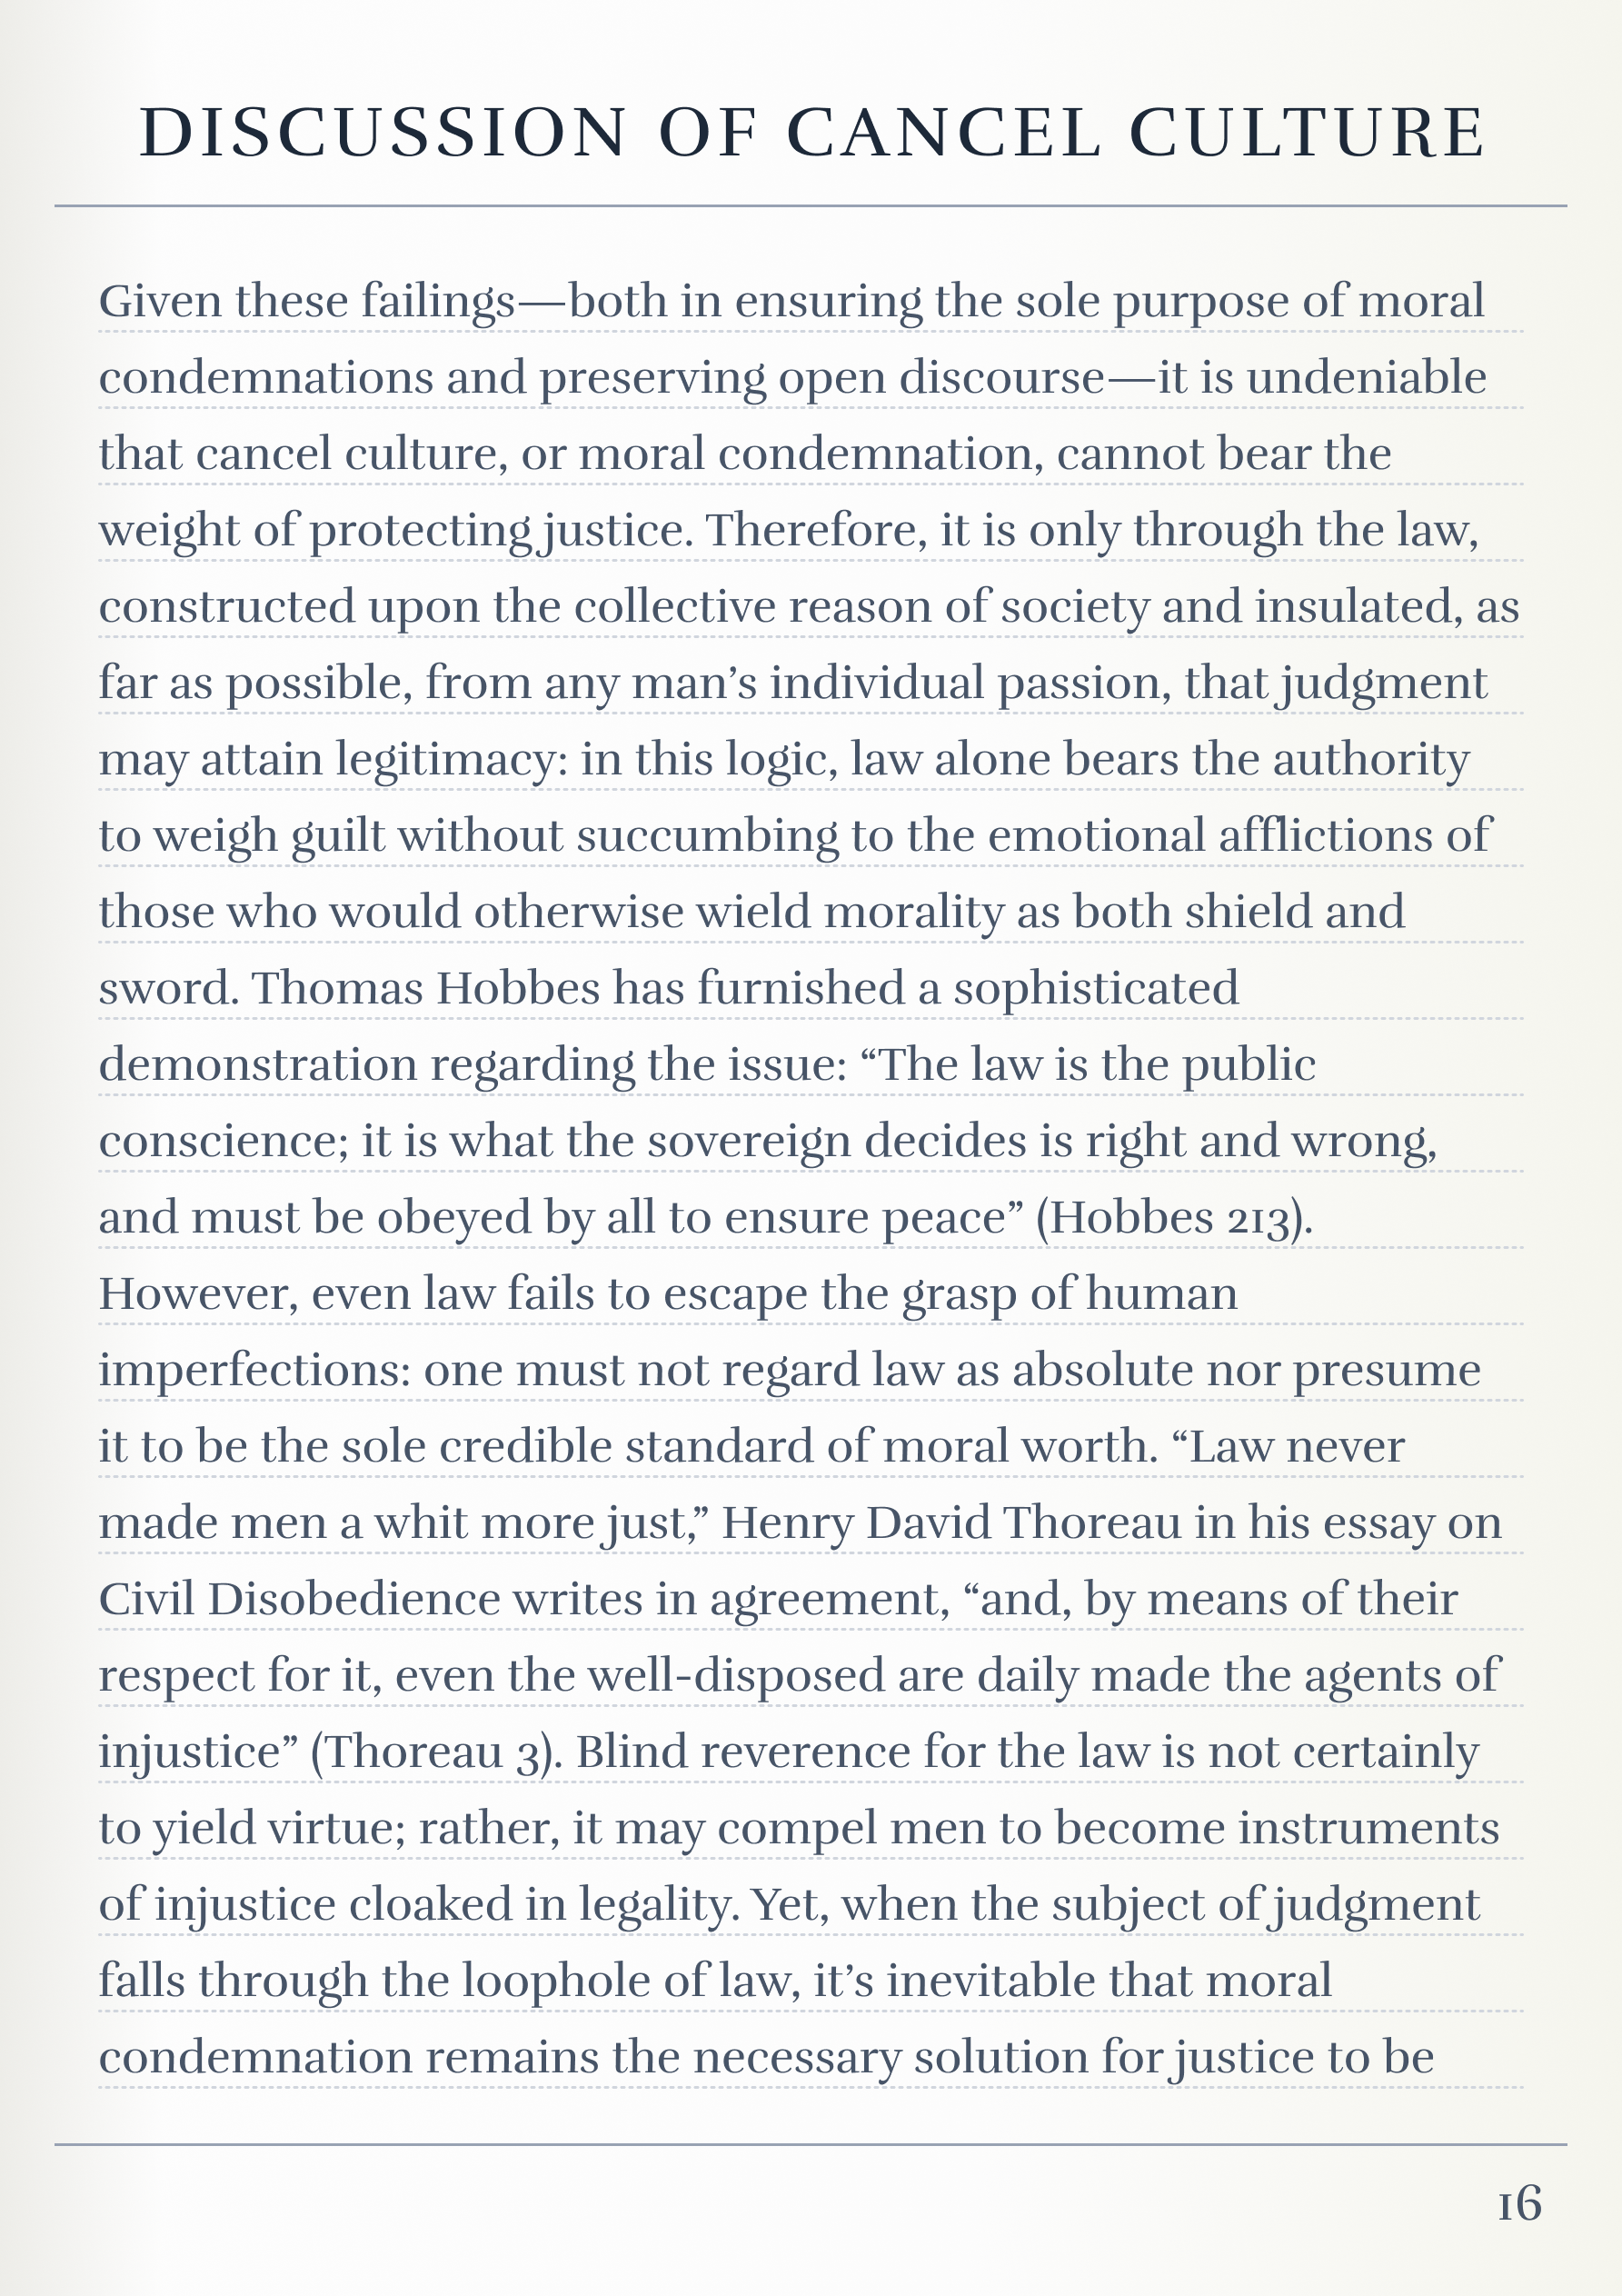 DISCUSSION OF CANCEL CULTURE
Given these failings—both in ensuring the sole purpose of moral
condemnations and preserving open discourse—it is undeniable
that cancel culture, or moral condemnation, cannot bear the
weight of protecting justice. Therefore, it is only through the law,
constructed upon the collective reason of society and insulated, as
far as possible, from any man’s individual passion, that judgment
may attain legitimacy: in this logic, law alone bears the authority
to weigh guilt without succumbing to the emotional afflictions of
those who would otherwise wield morality as both shield and
sword. Thomas Hobbes has furnished a sophisticated
demonstration regarding the issue: “The law is the public
conscience; it is what the sovereign decides is right and wrong,
and must be obeyed by all to ensure peace” (Hobbes 213).
However, even law fails to escape the grasp of human
imperfections: one must not regard law as absolute nor presume
it to be the sole credible standard of moral worth. “Law never
made men a whit more just,” Henry David Thoreau in his essay on
Civil Disobedience writes in agreement, “and, by means of their
respect for it, even the well-disposed are daily made the agents of
injustice” (Thoreau 3). Blind reverence for the law is not certainly
to yield virtue; rather, it may compel men to become instruments
of injustice cloaked in legality. Yet, when the subject of judgment
falls through the loophole of law, it’s inevitable that moral
condemnation remains the necessary solution for justice to be
16